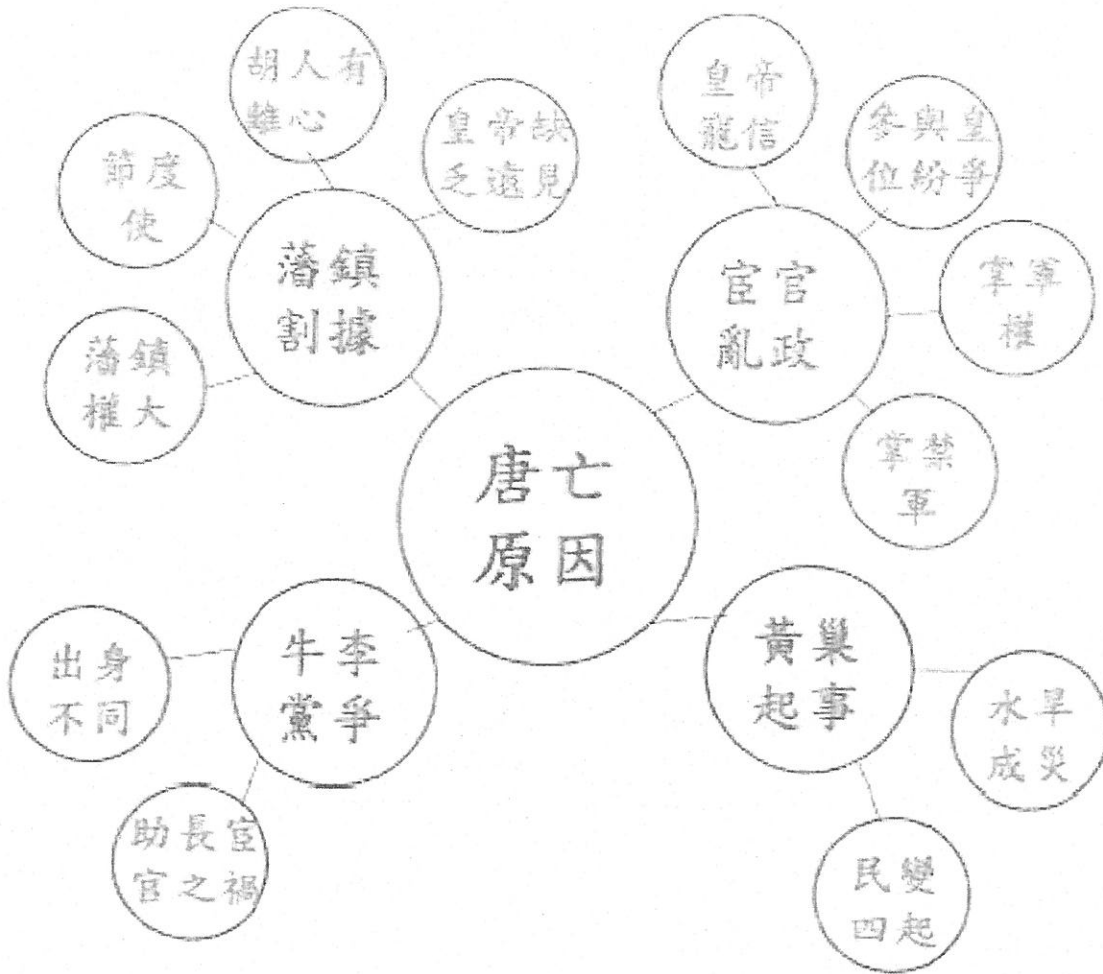 唐亡
原因
藩鎮
割據
胡人有
離心
皇帝缺
乏遠見
節度
使
藩鎮
權大
宦官
亂政
皇帝
寵信
參與皇
位紛爭
掌軍
權
掌禁
軍
牛李
黨爭
出身
不同
助長宦
官之禍
黃巢
起事
水旱
成災
民變
四起